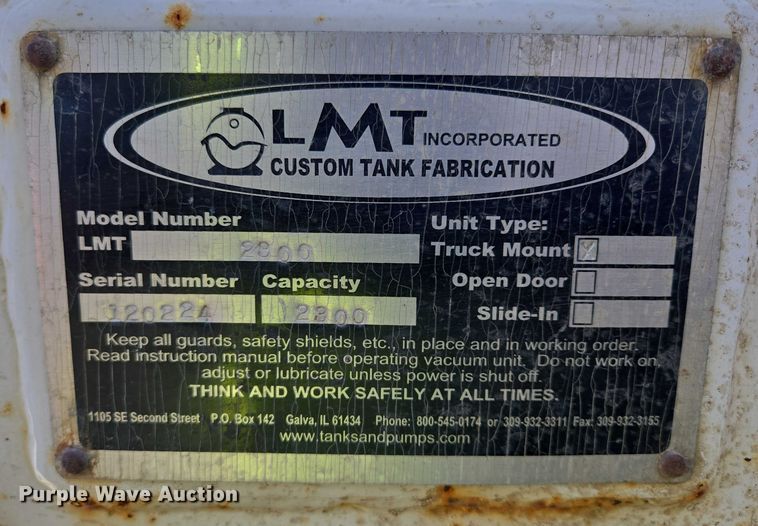 LMT INCORPORATED
CUSTOM TANK FABRICATION
Model Number
LMT
Serial Number Capacity
120224 2300
Unit Type:
Truck Mount X
Open Door
Slide-In
Keep all guards, safety shields, etc., in place and in working order.
Read instruction manual before operating vacuum unit. Do not work on,
adjust or lubricate unless power is shut off.
THINK AND WORK SAFELY AT ALL TIMES.
1105 SE Second Street P.O. Box 142 Galva, IL 61434 Phone: 800-545-0174 or 309-932-3311 Fax: 309-932-3155
www.tanksandpumps.com
Purple Wave Auction